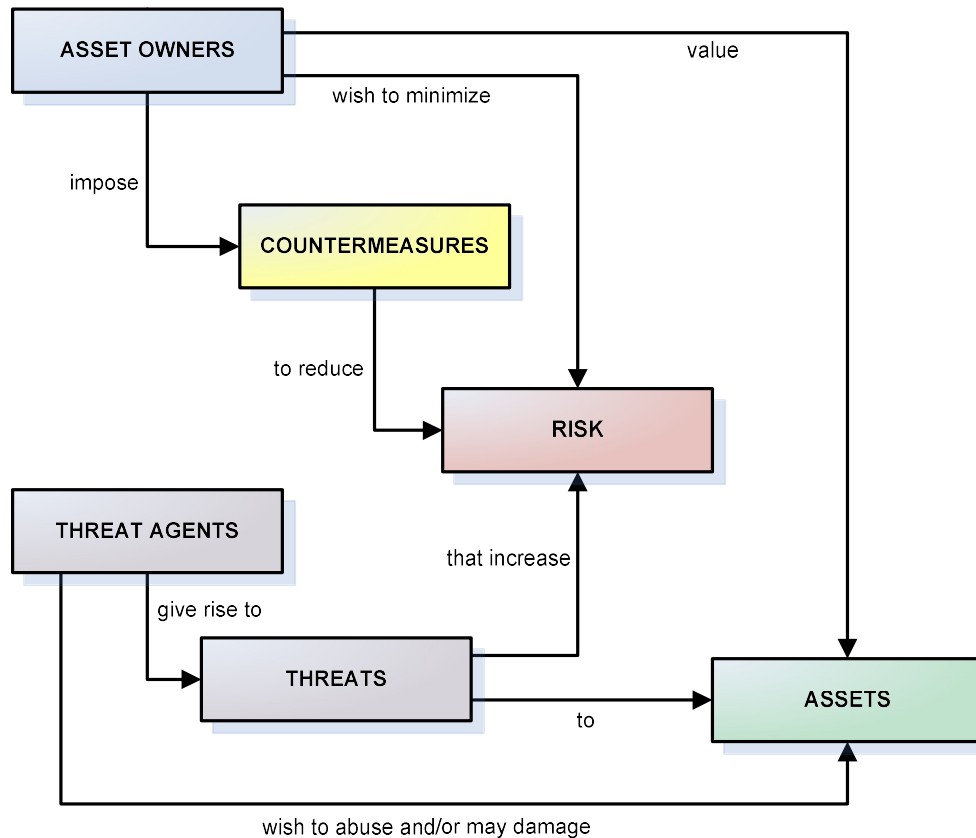 ASSET OWNERS
value
wish to minimize
impose
COUNTERMEASURES
to reduce
RISK
THREAT AGENTS
that increase
give rise to
THREATS
ASSETS
to
wish to abuse and/or may damage